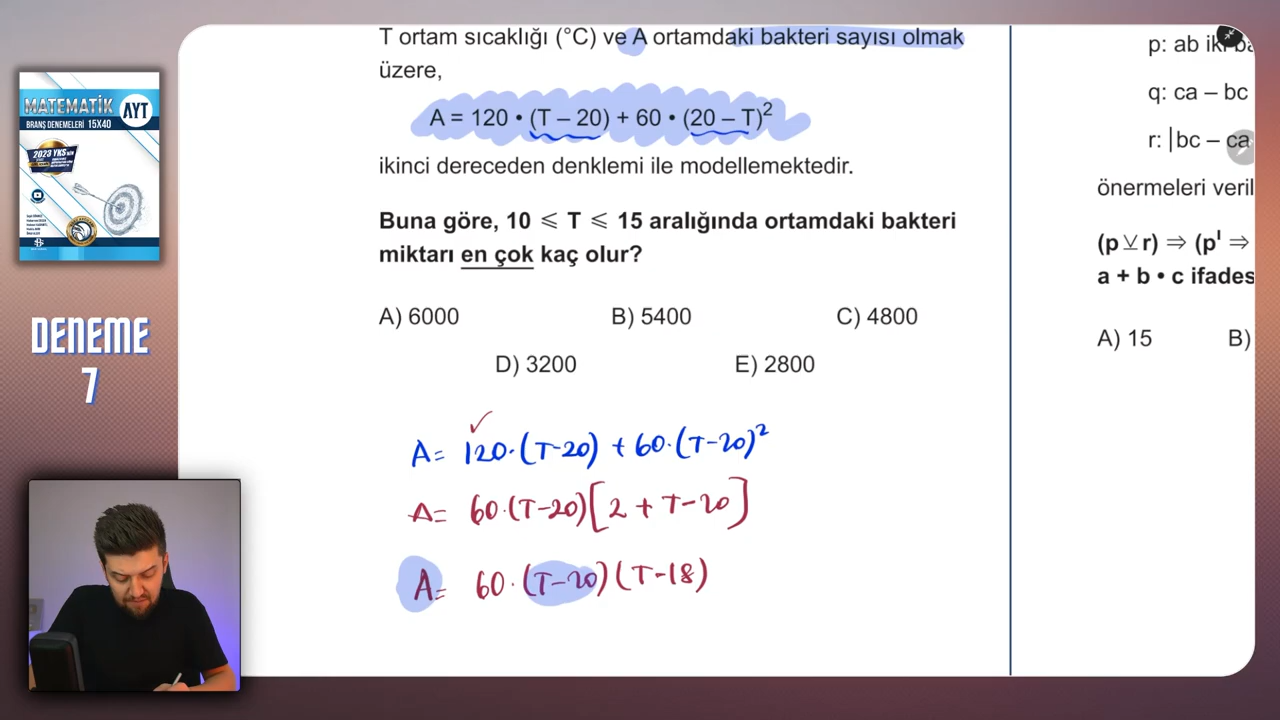 T ortam sıcaklığı (°C) ve A ortamdaki bakteri sayısı olmak
üzere,
A = 120 • (T – 20) + 60 • (20 – T)²
ikinci dereceden denklemi ile modellemektedir.
Buna göre, 10 ⩽ T ⩽ 15 aralığında ortamdaki bakteri
miktarı en çok kaç olur?
A) 6000
B) 5400
C) 4800
D) 3200
E) 2800
A= 120·(T-20) + 60·(T-20)²
A= 60·(T-20)[2 + T-20]
A= 60·(T-20)(T-18)
MATEMATİK AYT
BRANŞ DENEMELERİ 15X40
2023 YKS'NİN
DENEME
7
p: ab iki ba
q: ca – bc
r: |bc – ca
önermeleri veril
(p ⊻ r) ⇒ (pˈ ⇒
a + b • c ifades
A) 15
B)